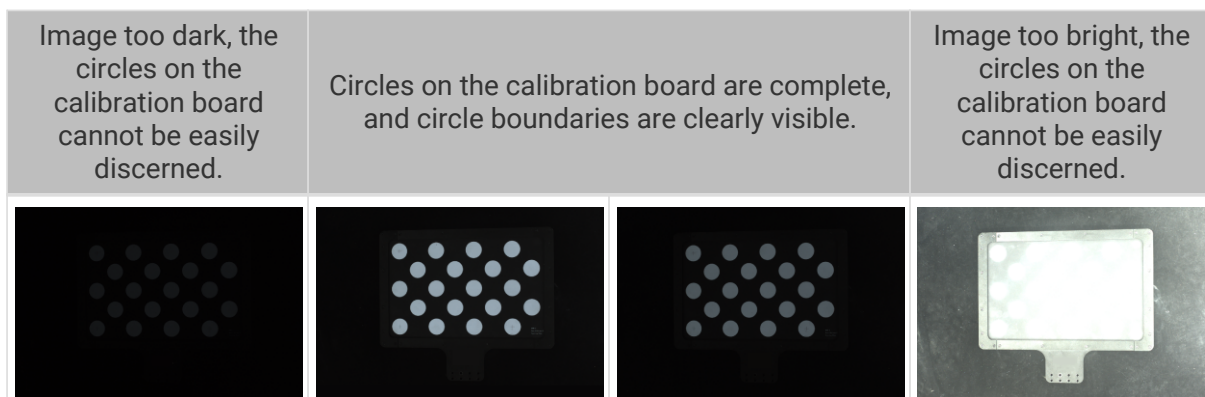 Image too dark, the
circles on the
calibration board
cannot be easily
discerned.
Circles on the calibration board are complete,
and circle boundaries are clearly visible.
Image too bright, the
circles on the
calibration board
cannot be easily
discerned.